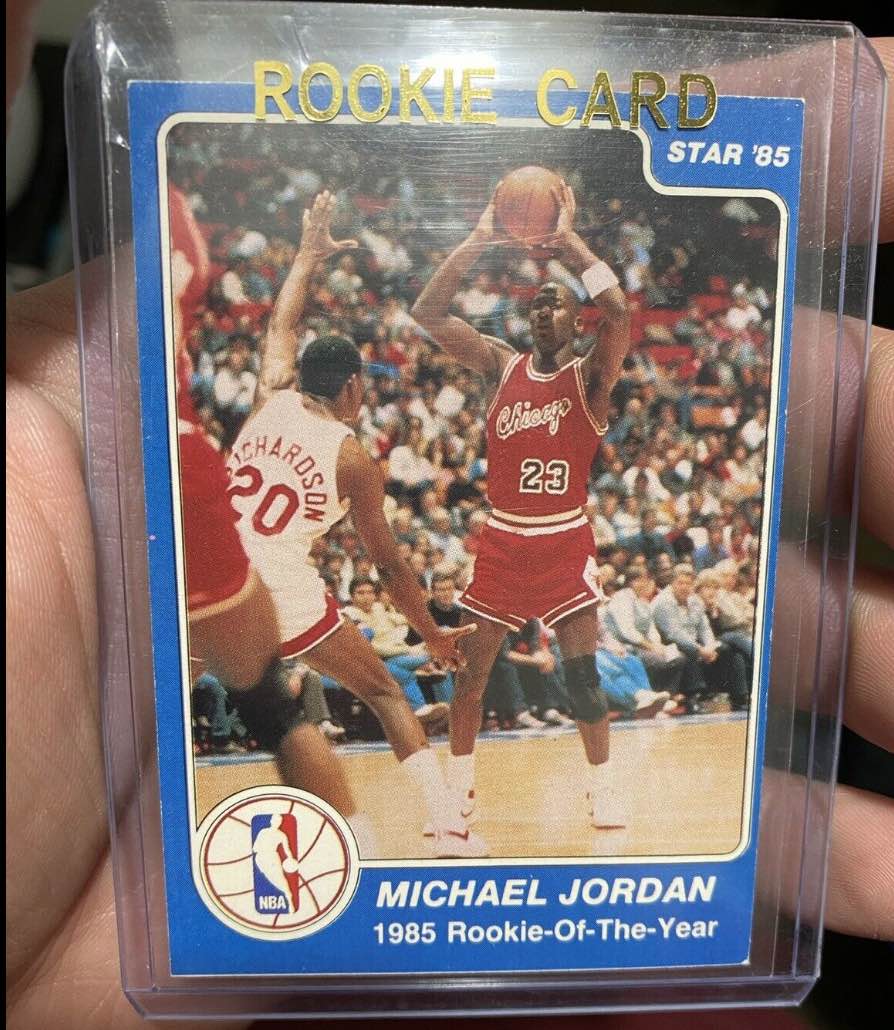 ROOKIE CARD
STAR '85
Chicago
23
RICHARDSON
20
NBA
MICHAEL JORDAN
1985 Rookie-Of-The-Year